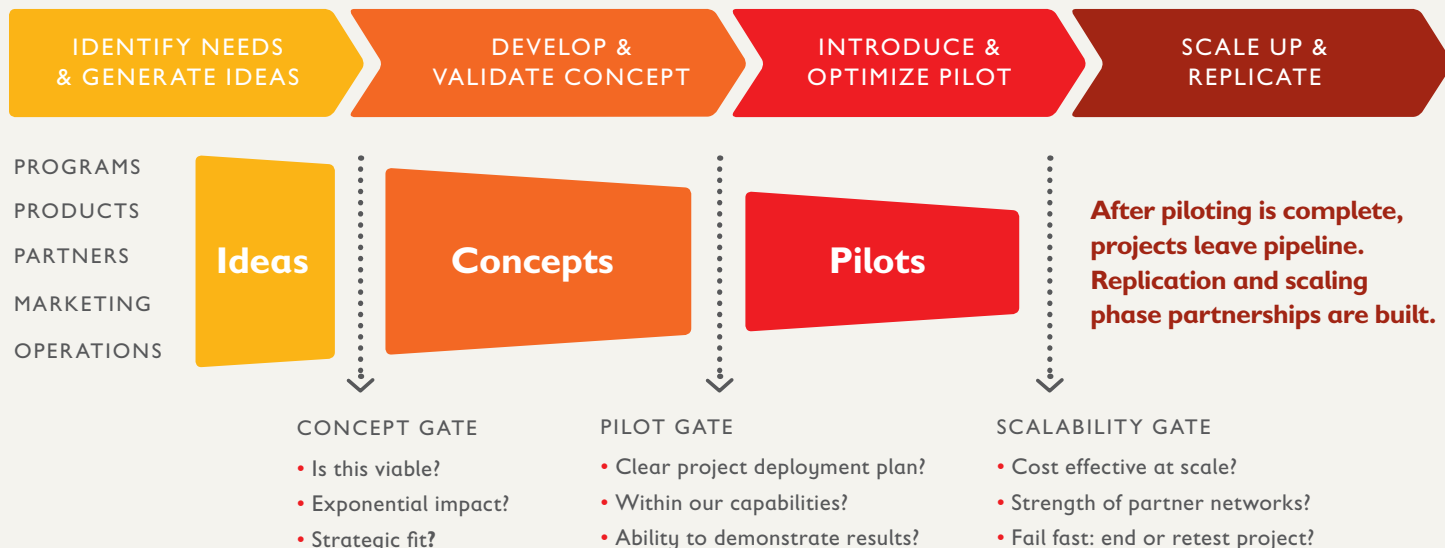 IDENTIFY NEEDS
& GENERATE IDEAS
DEVELOP &
VALIDATE CONCEPT
INTRODUCE &
OPTIMIZE PILOT
SCALE UP &
REPLICATE
PROGRAMS
PRODUCTS
PARTNERS
MARKETING
OPERATIONS
Ideas
Concepts
Pilots
After piloting is complete,
projects leave pipeline.
Replication and scaling
phase partnerships are built.
CONCEPT GATE
• Is this viable?
• Exponential impact?
• Strategic fit?
PILOT GATE
• Clear project deployment plan?
• Within our capabilities?
• Ability to demonstrate results?
SCALABILITY GATE
• Cost effective at scale?
• Strength of partner networks?
• Fail fast: end or retest project?